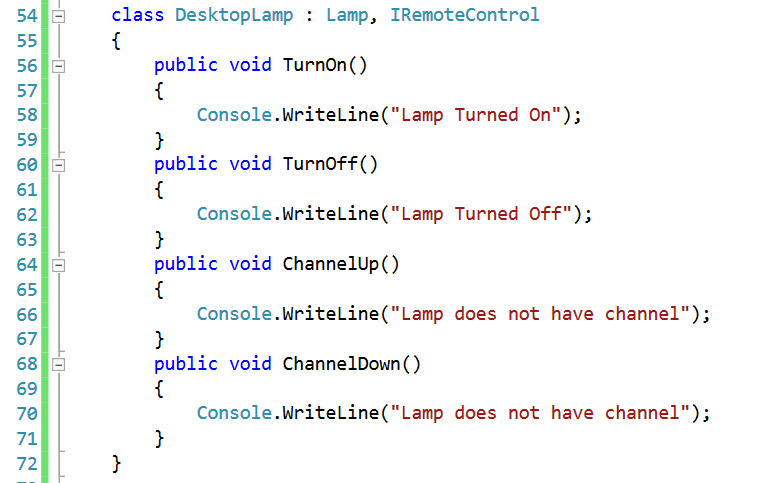 54 class DesktopLamp : Lamp, IRemoteControl
55 {
56 public void TurnOn()
57 {
58 Console.WriteLine("Lamp Turned On");
59 }
60 public void TurnOff()
61 {
62 Console.WriteLine("Lamp Turned Off");
63 }
64 public void ChannelUp()
65 {
66 Console.WriteLine("Lamp does not have channel");
67 }
68 public void ChannelDown()
69 {
70 Console.WriteLine("Lamp does not have channel");
71 }
72 }